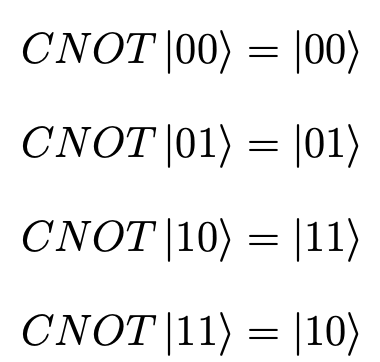 CNOT |00⟩ = |00⟩
CNOT |01⟩ = |01⟩
CNOT |10⟩ = |11⟩
CNOT |11⟩ = |10⟩